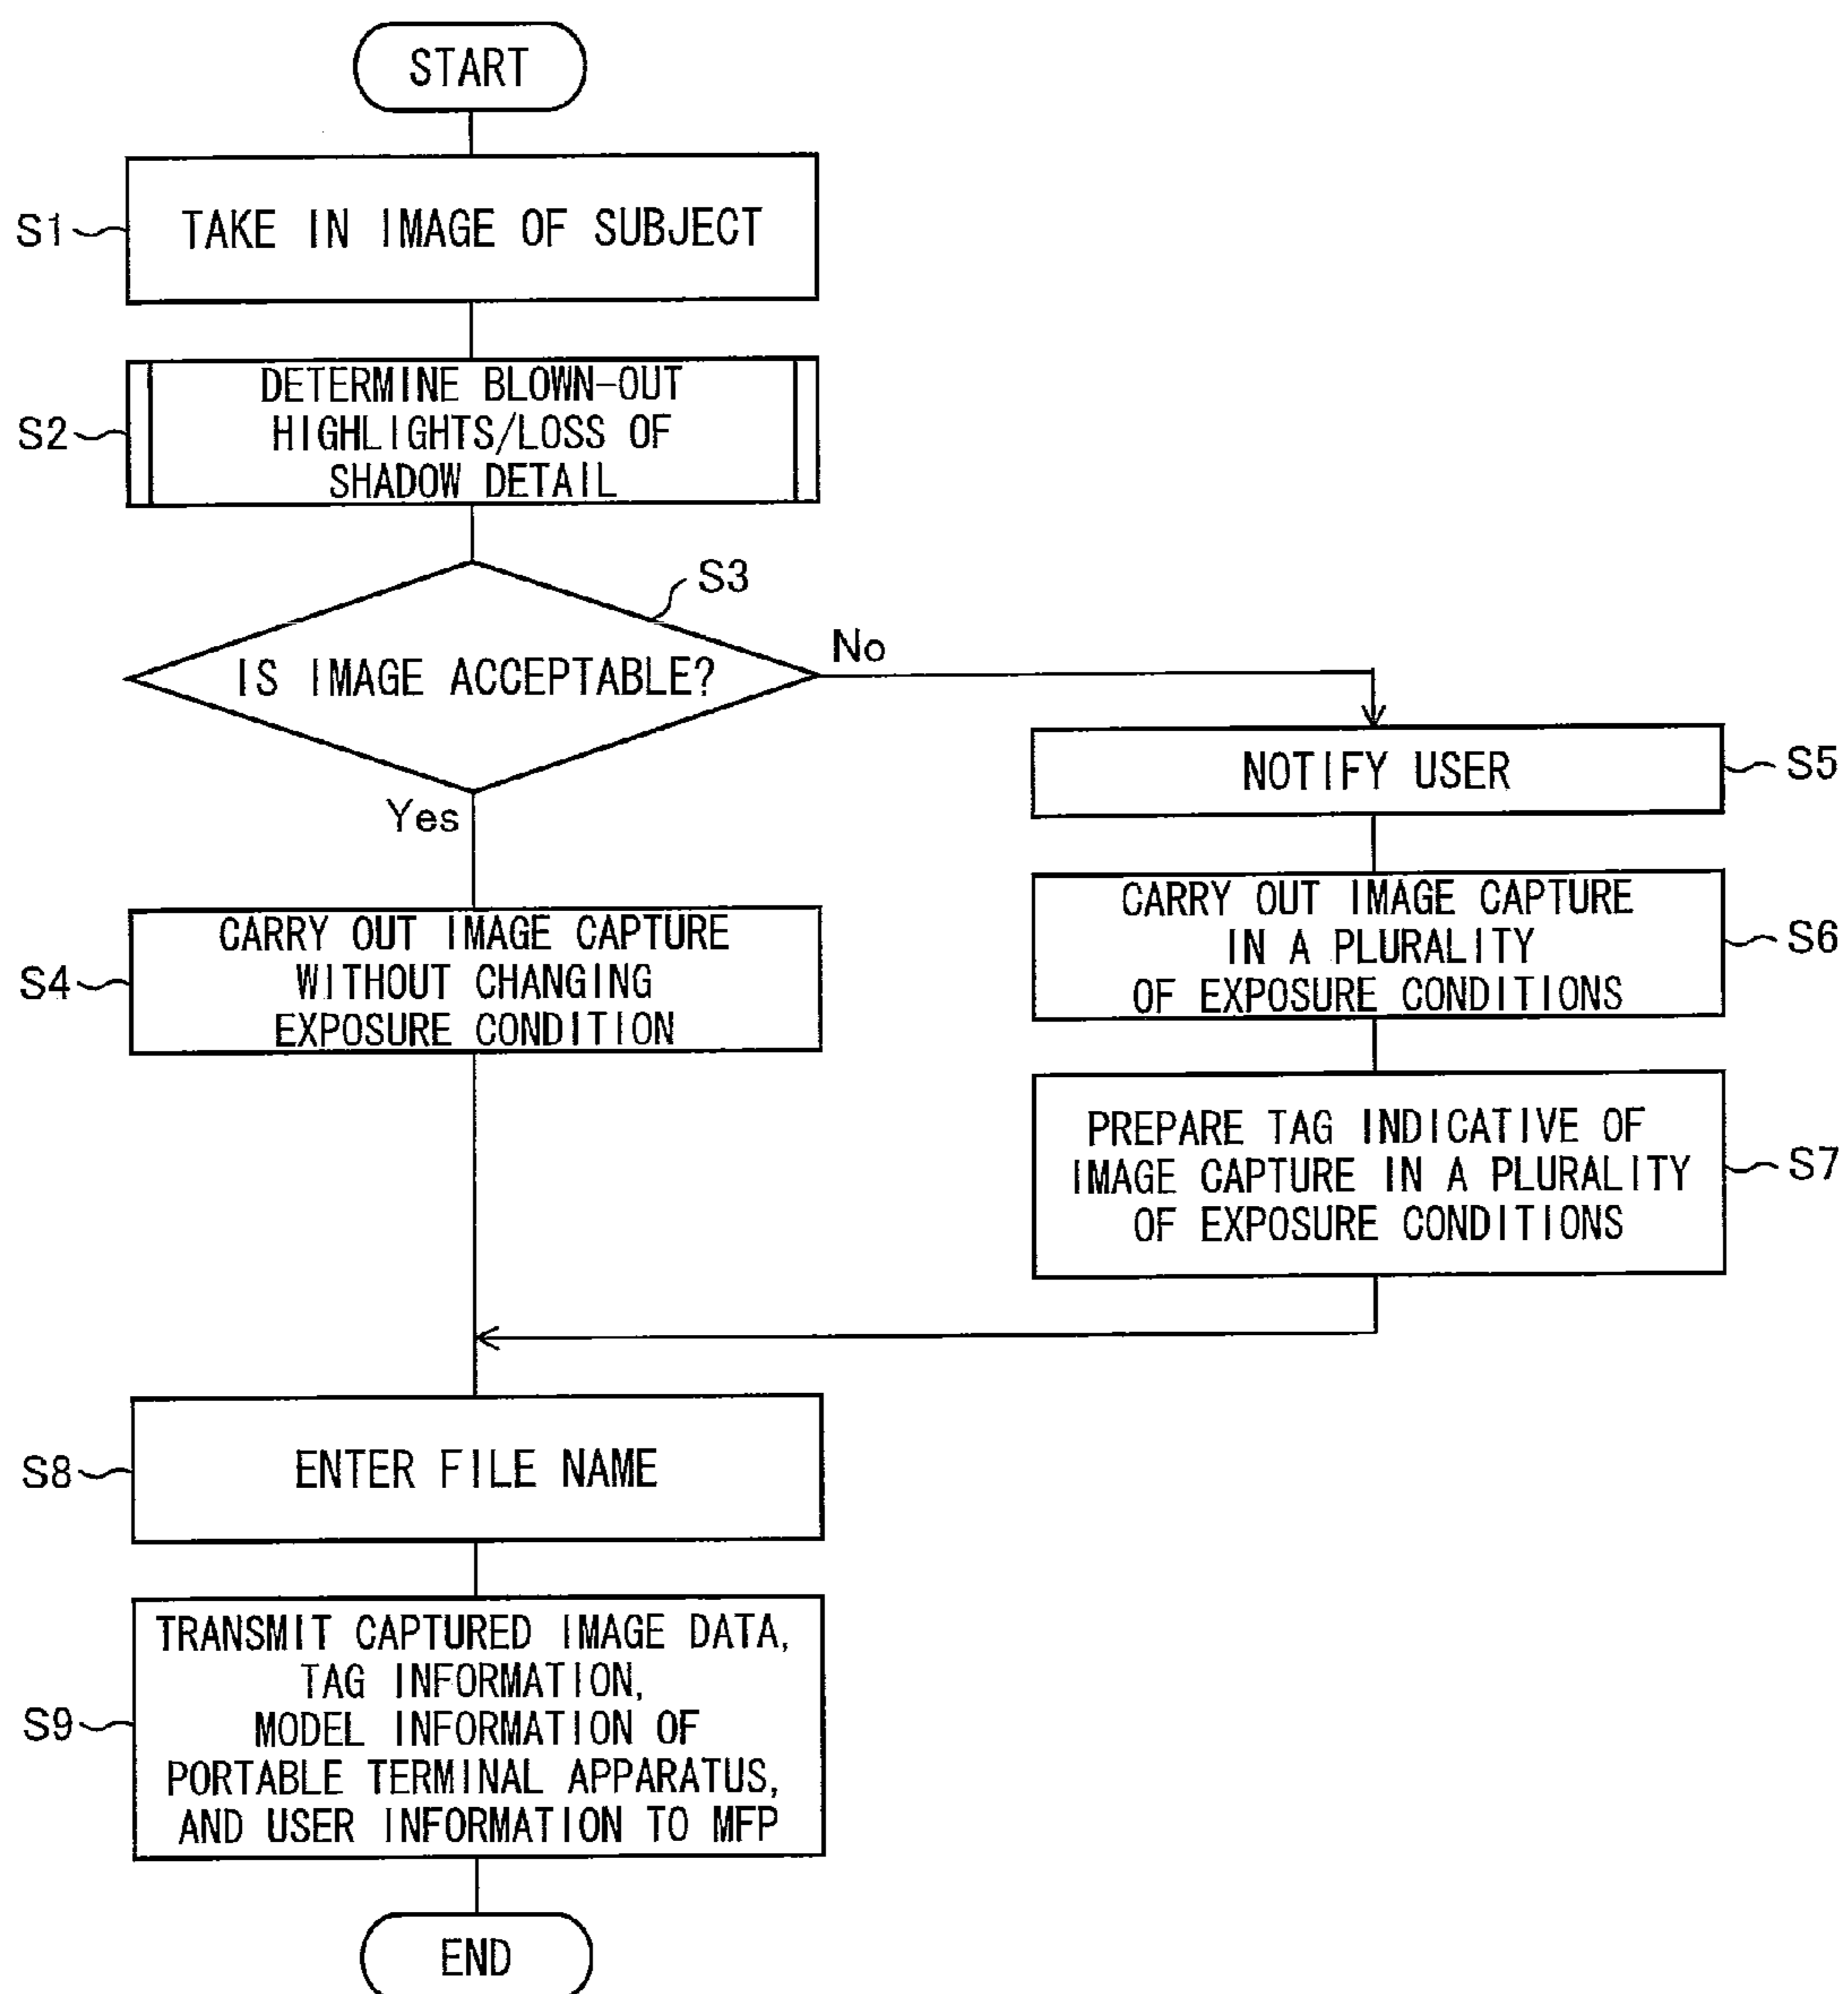 START
S1
TAKE IN IMAGE OF SUBJECT
S2
DETERMINE BLOWN-OUT
HIGHLIGHTS/LOSS OF
SHADOW DETAIL
S3
IS IMAGE ACCEPTABLE?
No
Yes
NOTIFY USER
S5
CARRY OUT IMAGE CAPTURE
IN A PLURALITY
OF EXPOSURE CONDITIONS
S6
S4
CARRY OUT IMAGE CAPTURE
WITHOUT CHANGING
EXPOSURE CONDITION
PREPARE TAG INDICATIVE OF
IMAGE CAPTURE IN A PLURALITY
OF EXPOSURE CONDITIONS
S7
S8
ENTER FILE NAME
S9
TRANSMIT CAPTURED IMAGE DATA,
TAG INFORMATION,
MODEL INFORMATION OF
PORTABLE TERMINAL APPARATUS,
AND USER INFORMATION TO MFP
END